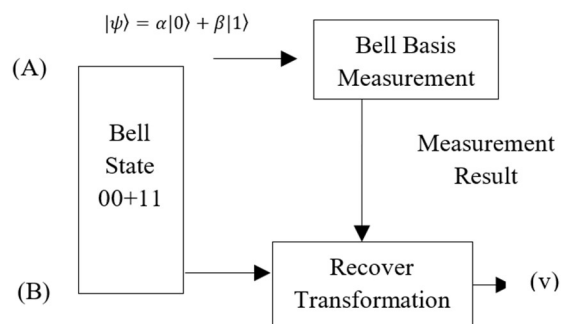 |ψ⟩ = α|0⟩ + β|1⟩
(A)
Bell Basis
Measurement
Bell
State
00+11
Measurement
Result
(B)
Recover
Transformation
(v)